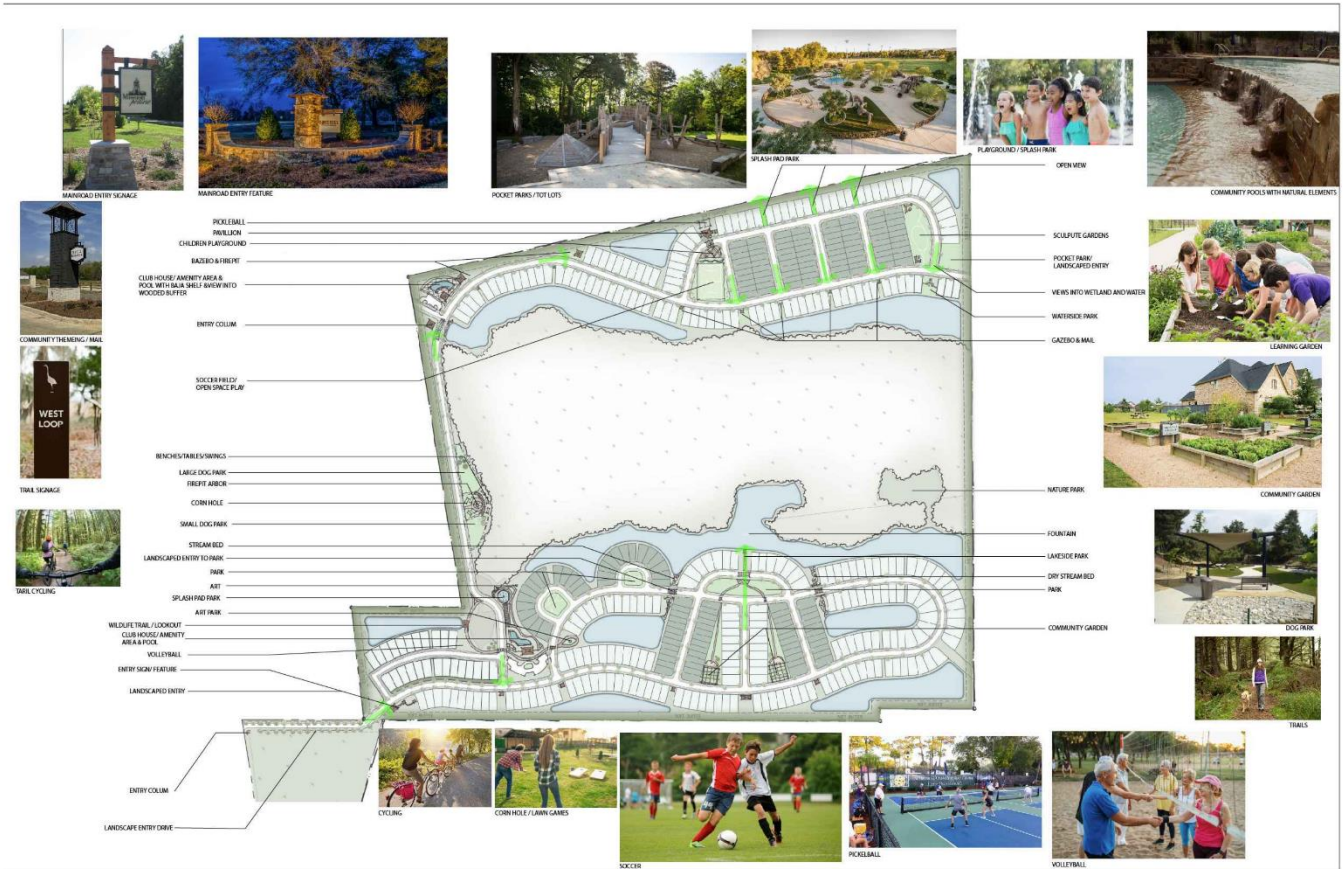 MAINROAD ENTRY SIGNAGE
MAINROAD ENTRY FEATURE
POCKET PARKS / TOT LOTS
SPLASH PAD PARK
PLAYGROUND / SPLASH PARK
COMMUNITY POOLS WITH NATURAL ELEMENTS
COMMUNITY THEMEING / MAIL
WEST
LOOP
TRAIL SIGNAGE
TARIL CYCLING
PICKLEBALL
PAVILLION
CHILDREN PLAYGROUND
BAZEBO & FIREPIT
CLUB HOUSE/ AMENITY AREA &
POOL WITH BAJA SHELF &VIEW INTO
WOODED BUFFER
ENTRY COLUM
SOCCER FIELD/
OPEN SPACE PLAY
BENCHES/TABLES/SWINGS
LARGE DOG PARK
FIREPIT ARBOR
CORN HOLE
SMALL DOG PARK
STREAM BED
LANDSCAPED ENTRY TO PARK
PARK
ART
SPLASH PAD PARK
ART PARK
WILDLIFE TRAIL / LOOKOUT
CLUB HOUSE/ AMENITY
AREA & POOL
VOLLEYBALL
ENTRY SIGN/ FEATURE
LANDSCAPED ENTRY
ENTRY COLUM
LANDSCAPE ENTRY DRIVE
OPEN VIEW
SCULPUTE GARDENS
POCKET PARK/
LANDSCAPED ENTRY
VIEWS INTO WETLAND AND WATER
WATERSIDE PARK
GAZEBO & MAIL
NATURE PARK
FOUNTAIN
LAKESIDE PARK
DRY STREAM BED
PARK
COMMUNITY GARDEN
LEARNING GARDEN
COMMUNITY GARDEN
DOG PARK
TRAILS
CYCLING
CORN HOLE / LAWN GAMES
SOCCER
PICKELBALL
VOLLEYBALL